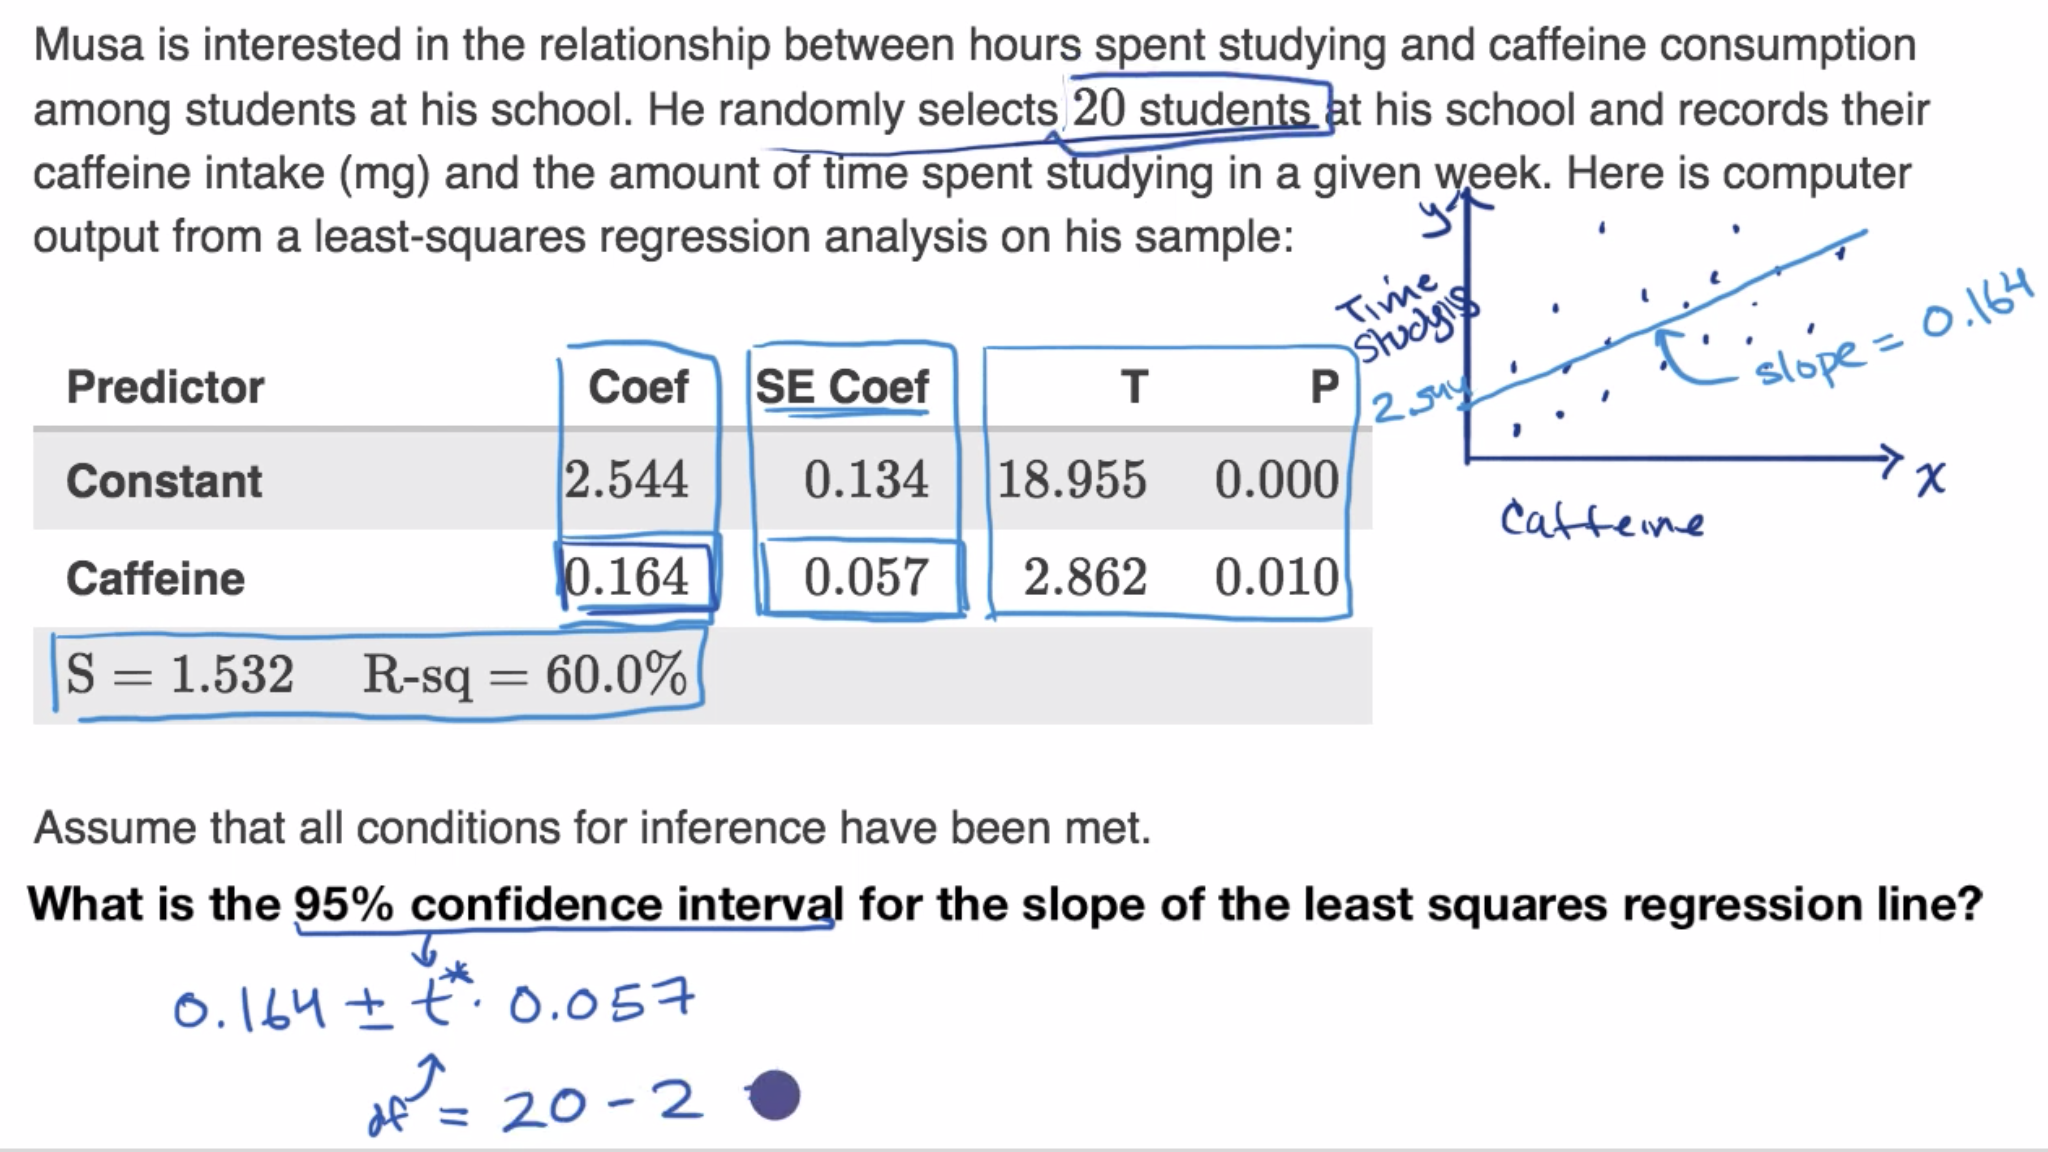 Musa is interested in the relationship between hours spent studying and caffeine consumption
among students at his school. He randomly selects 20 students at his school and records their
caffeine intake (mg) and the amount of time spent studying in a given week. Here is computer
output from a least-squares regression analysis on his sample:
y
Time
Studying
2.544
slope = 0.164
x
Caffeine
Predictor Coef SE Coef T P
Constant 2.544 0.134 18.955 0.000
Caffeine 0.164 0.057 2.862 0.010
S = 1.532 R-sq = 60.0%
Assume that all conditions for inference have been met.
What is the 95% confidence interval for the slope of the least squares regression line?
0.164 ± t* · 0.057
df = 20 - 2